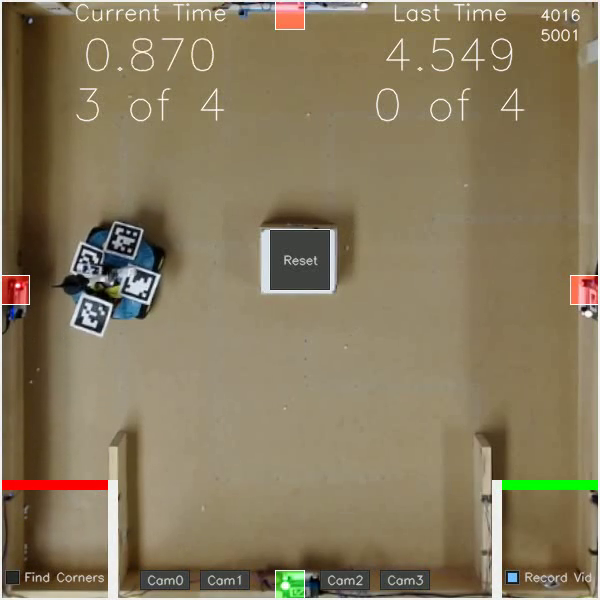 Current Time
Last Time
4016
5001
0.870
4.549
3 of 4
0 of 4
Reset
Find Corners
Cam0
Cam1
Cam2
Cam3
Record Vid